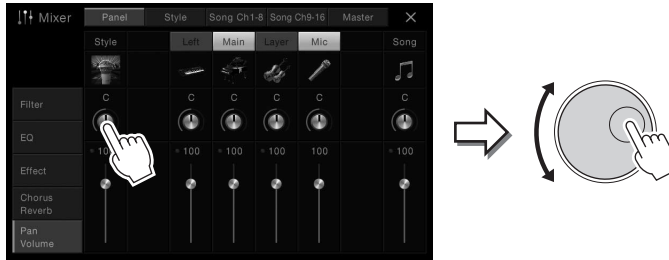 Mixer
Panel Style Song Ch1-8 Song Ch9-16 Master ×
Style Left Main Layer Mic Song
Filter
C C C C C C
EQ
100 100 100 100 100
Effect
Chorus
Reverb
Pan
Volume